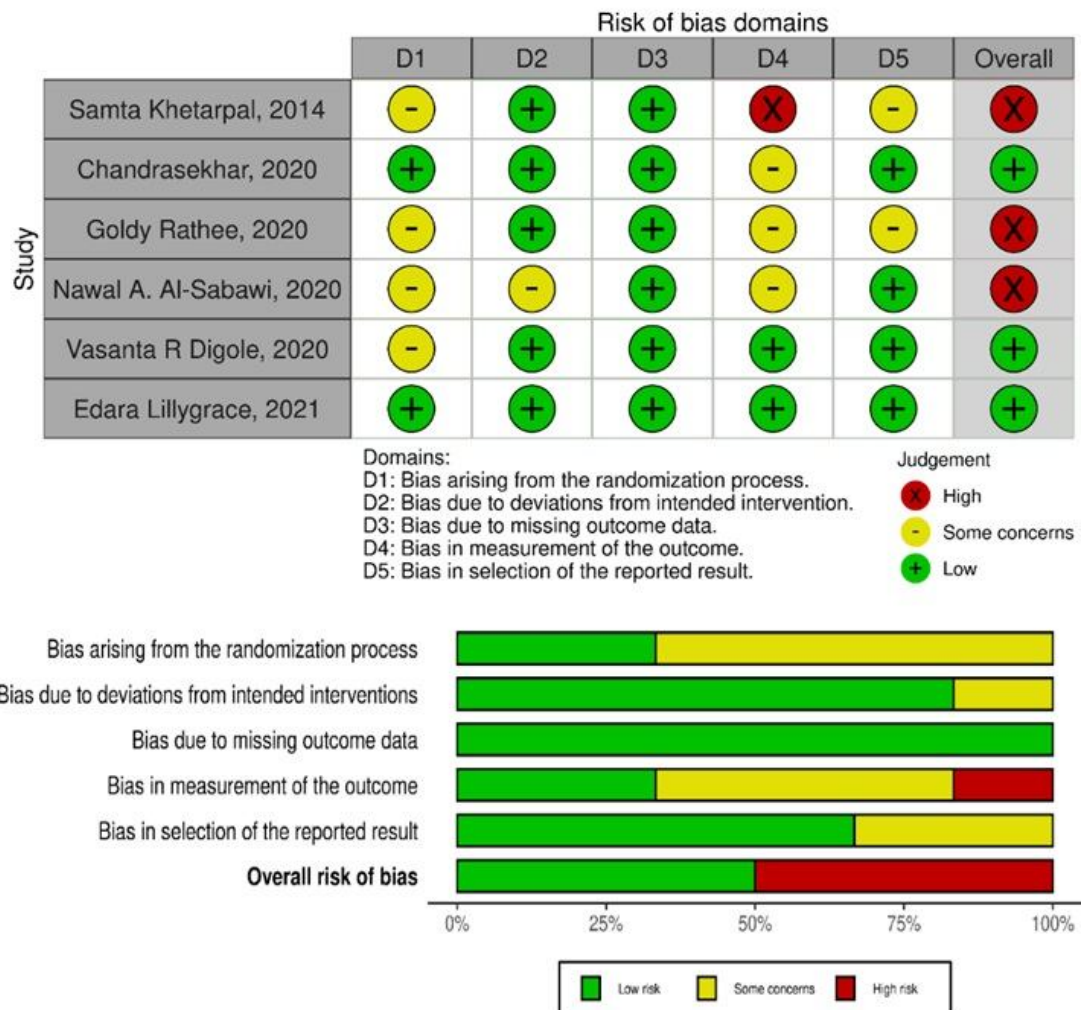 Risk of bias domains
D1 D2 D3 D4 D5 Overall
Study
Samta Khetarpal, 2014 - + + X - X
Chandrasekhar, 2020 + + + - + +
Goldy Rathee, 2020 - + + - - X
Nawal A. Al-Sabawi, 2020 - - + - + X
Vasanta R Digole, 2020 - + + + + +
Edara Lillygrace, 2021 + + + + + +
Domains:
D1: Bias arising from the randomization process.
D2: Bias due to deviations from intended intervention.
D3: Bias due to missing outcome data.
D4: Bias in measurement of the outcome.
D5: Bias in selection of the reported result.
Judgement
X High
- Some concerns
+ Low
Bias arising from the randomization process
Bias due to deviations from intended interventions
Bias due to missing outcome data
Bias in measurement of the outcome
Bias in selection of the reported result
Overall risk of bias
0% 25% 50% 75% 100%
Low risk Some concerns High risk